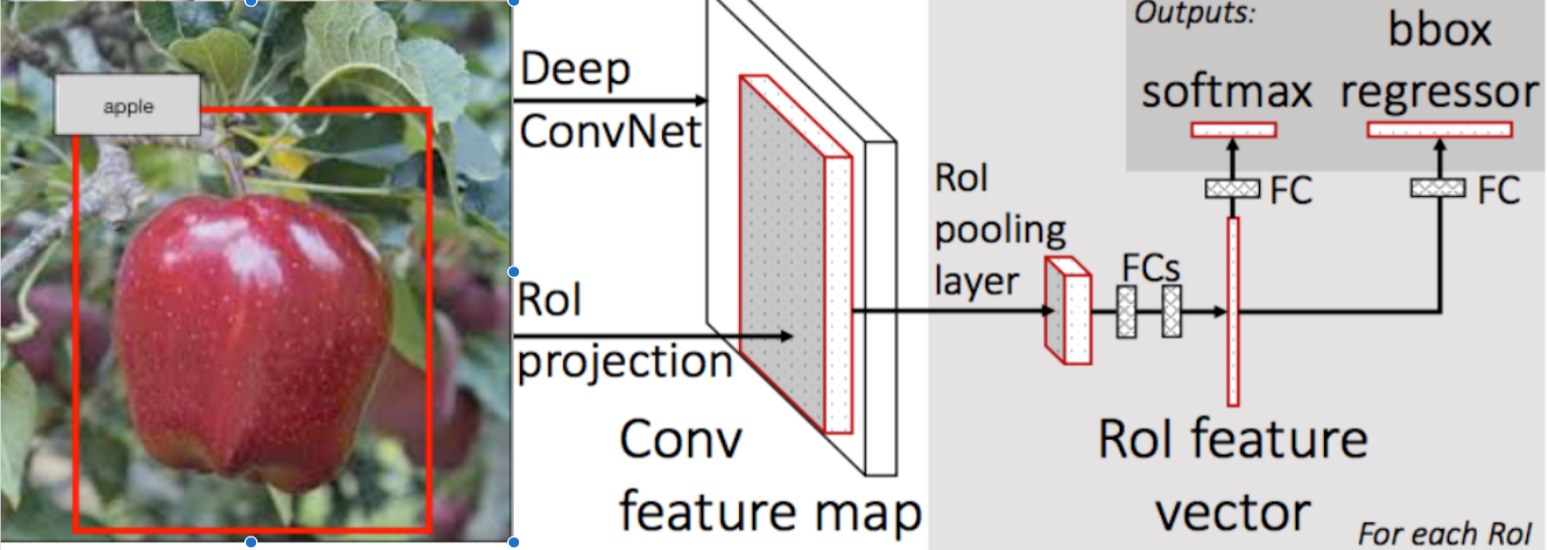 apple
Deep
ConvNet
RoI
projection
Conv
feature map
RoI
pooling
layer
FCs
Outputs:
softmax
bbox
regressor
FC
FC
RoI feature
vector
For each RoI